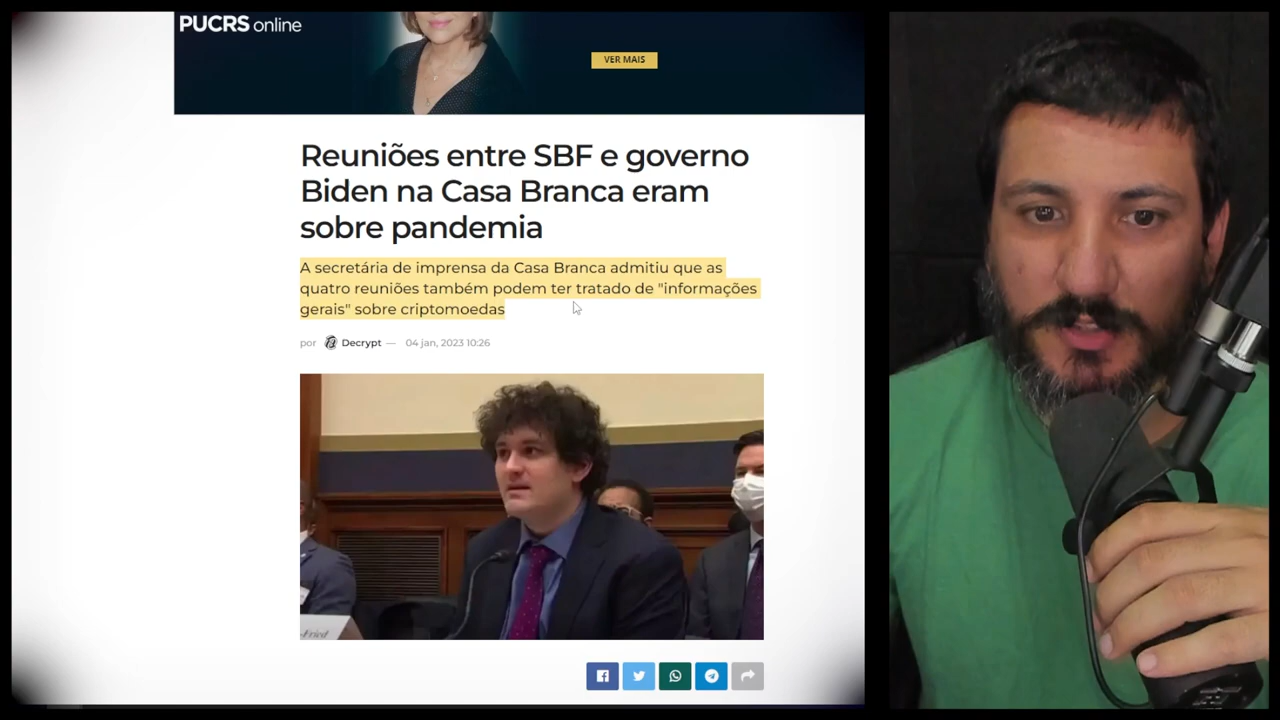 PUCRS online
VER MAIS
Reuniões entre SBF e governo
Biden na Casa Branca eram
sobre pandemia
A secretária de imprensa da Casa Branca admitiu que as
quatro reuniões também podem ter tratado de "informações
gerais" sobre criptomoedas
por Decrypt — 04 jan, 2023 10:26